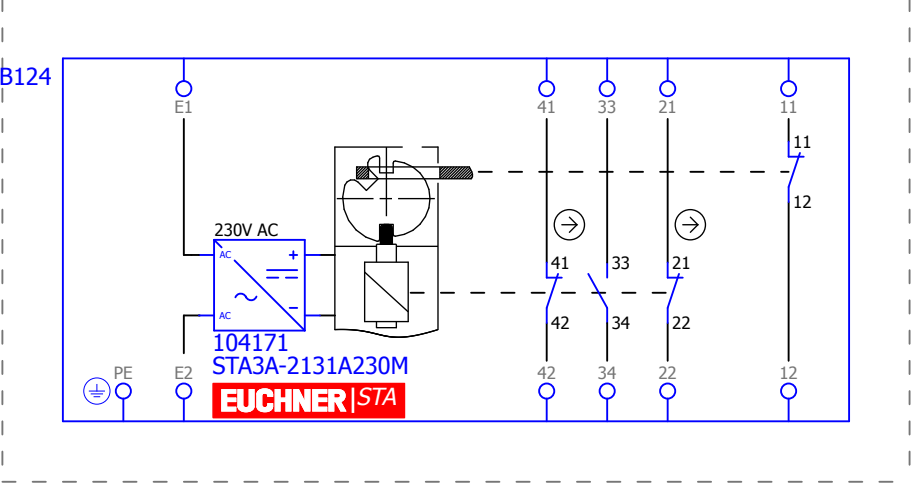 B124
E1 41 33 21 11
11
12
230V AC
AC +
AC -
41 33 21
42 34 22
104171
STA3A-2131A230M
EUCHNER|STA
PE E2 42 34 22 12